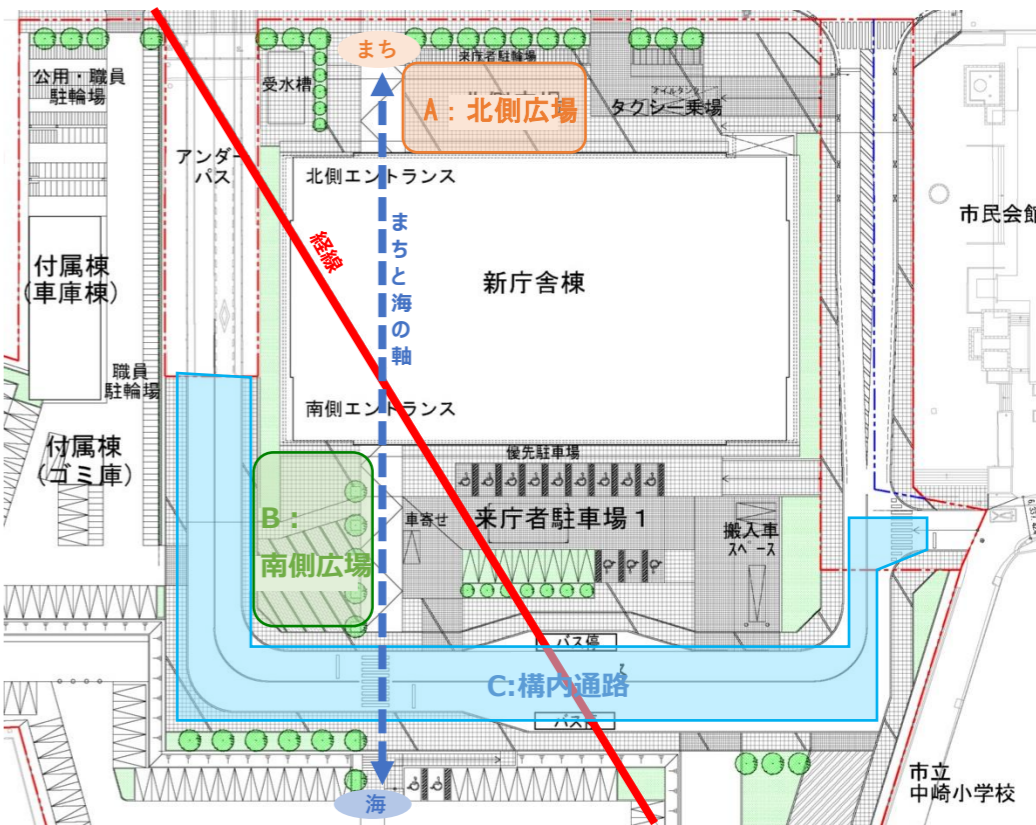 まち
公用・職員
駐輪場
受水槽
来庁者駐輪場
A：北側広場
オイルタンク
タクシー乗場
アンダー
パス
北側エントランス
市民会館
経線
まちと海の軸
新庁舎棟
付属棟
(車庫棟)
職員
駐輪場
南側エントランス
付属棟
(ゴミ庫)
優先駐車場
B：
南側広場
車寄せ
来庁者駐車場１
搬入車
スペース
バス停
C:構内通路
バス停
海
市立
中崎小学校